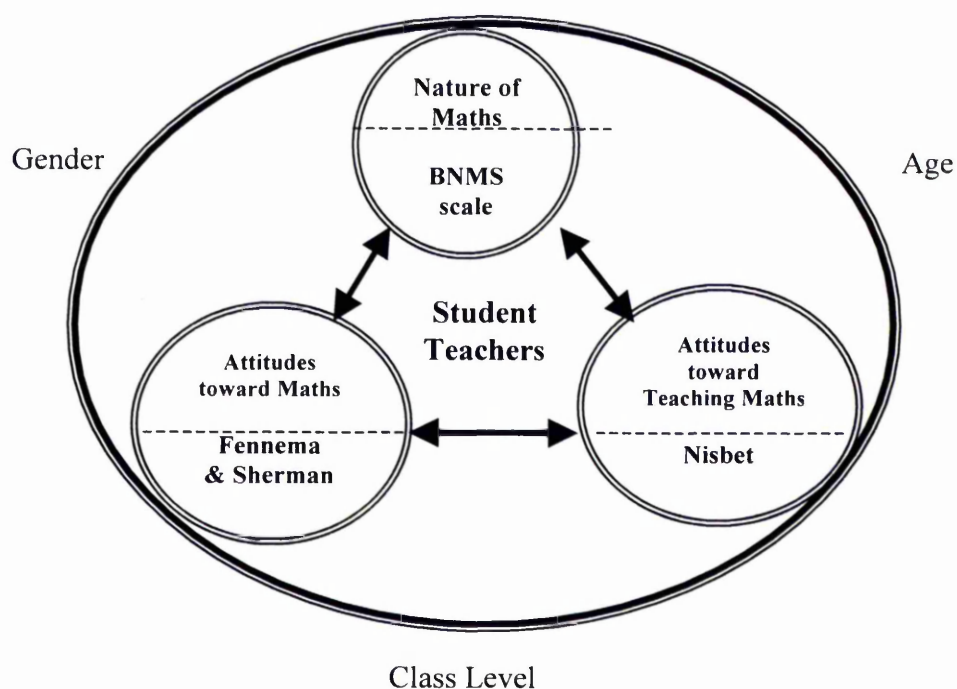 Nature of
Maths
BNMS
scale
Gender
Age
Student
Teachers
Attitudes
toward Maths
Fennema
& Sherman
Attitudes
toward
Teaching Maths
Nisbet
Class Level